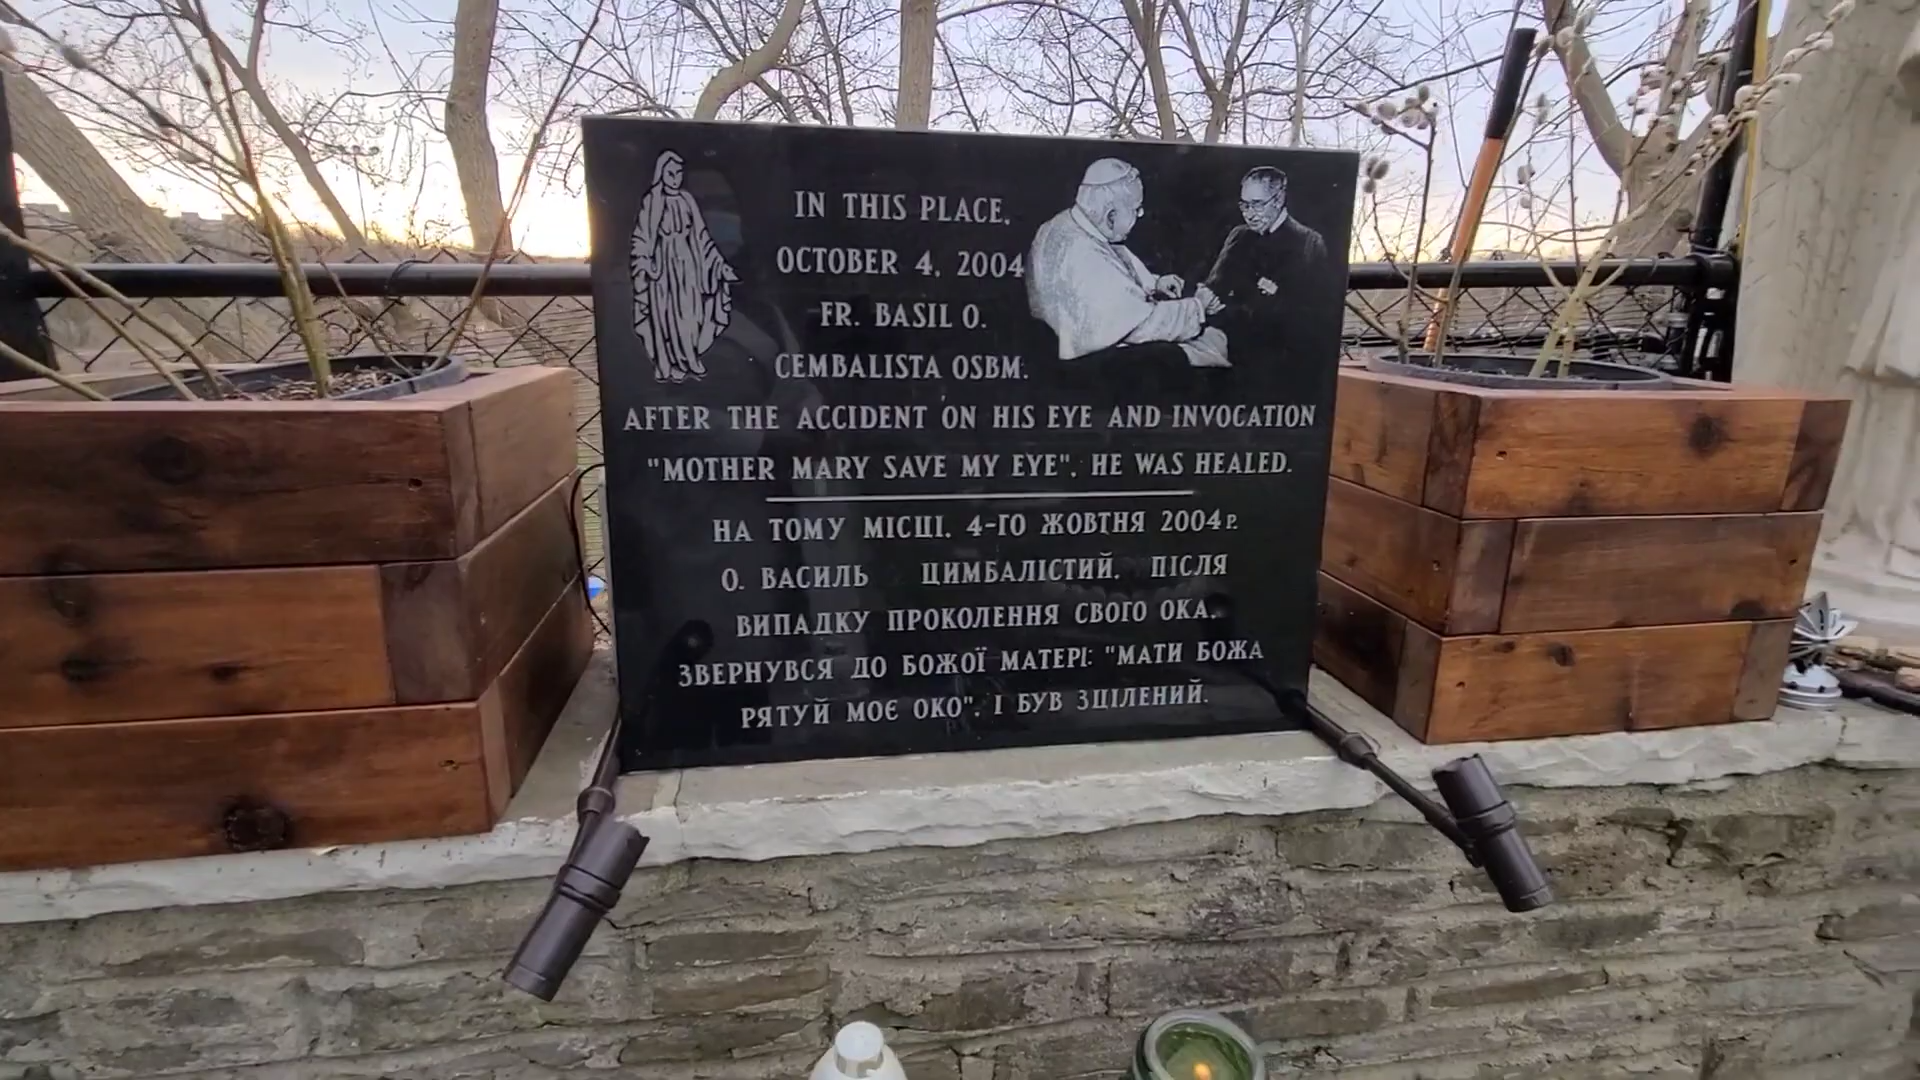 IN THIS PLACE,
OCTOBER 4, 2004
FR. BASIL O.
CEMBALISTA OSBM.
AFTER THE ACCIDENT ON HIS EYE AND INVOCATION
"MOTHER MARY SAVE MY EYE", HE WAS HEALED.
НА ТОМУ МІСЦІ, 4-ГО ЖОВТНЯ 2004 Р.
О. ВАСИЛЬ ЦИМБАЛІСТИЙ, ПІСЛЯ
ВИПАДКУ ПРОКОЛЕННЯ СВОГО ОКА,
ЗВЕРНУВСЯ ДО БОЖОЇ МАТЕРІ: "МАТИ БОЖА
РЯТУЙ МОЄ ОКО", І БУВ ЗЦІЛЕНИЙ.